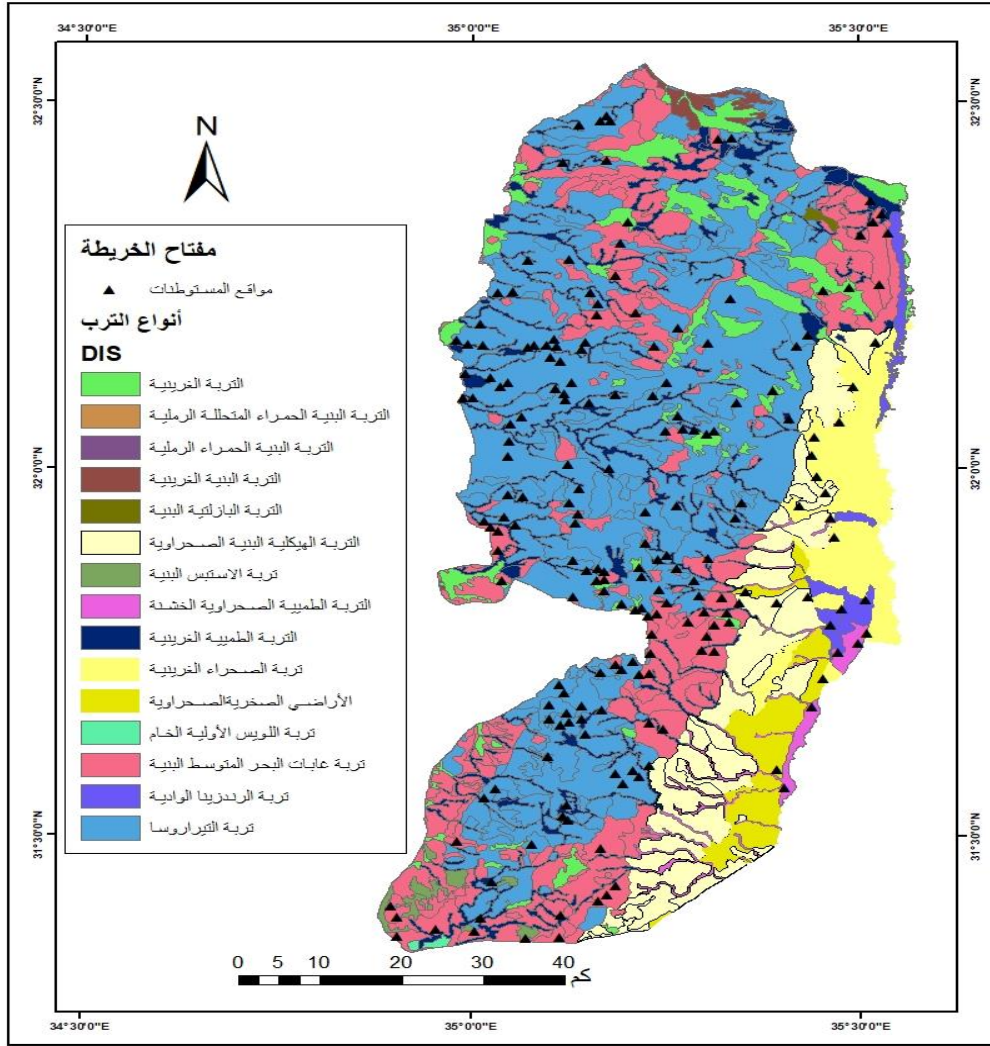 34°30'0"E
35°0'0"E
35°30'0"E
32°30'0"N
32°30'0"N
N
مفتاح الخريطة
مواقع المستوطنات
أنواع الترب
DIS
التربة الغرينية
التربة البنية الحمراء المتحللة الرملية
التربة البنية الحمراء الرملية
التربة البنية الغرينية
التربة البازلتية البنية
التربة الهيكلية البنية الصحراوية
تربة الاستبس البنية
التربة الطميية الصحراوية الخشنة
التربة الطميية الغرينية
تربة الصحراء الغرينية
الأراضي الصخريةالصحراوية
تربة اللويس الأولية الخام
تربة غابات البحر المتوسط البنية
تربة الرندزينا الوادية
تربة التيراروسا
32°0'0"N
32°0'0"N
31°30'0"N
31°30'0"N
0 5 10 20 30 40 كم
34°30'0"E
35°0'0"E
35°30'0"E